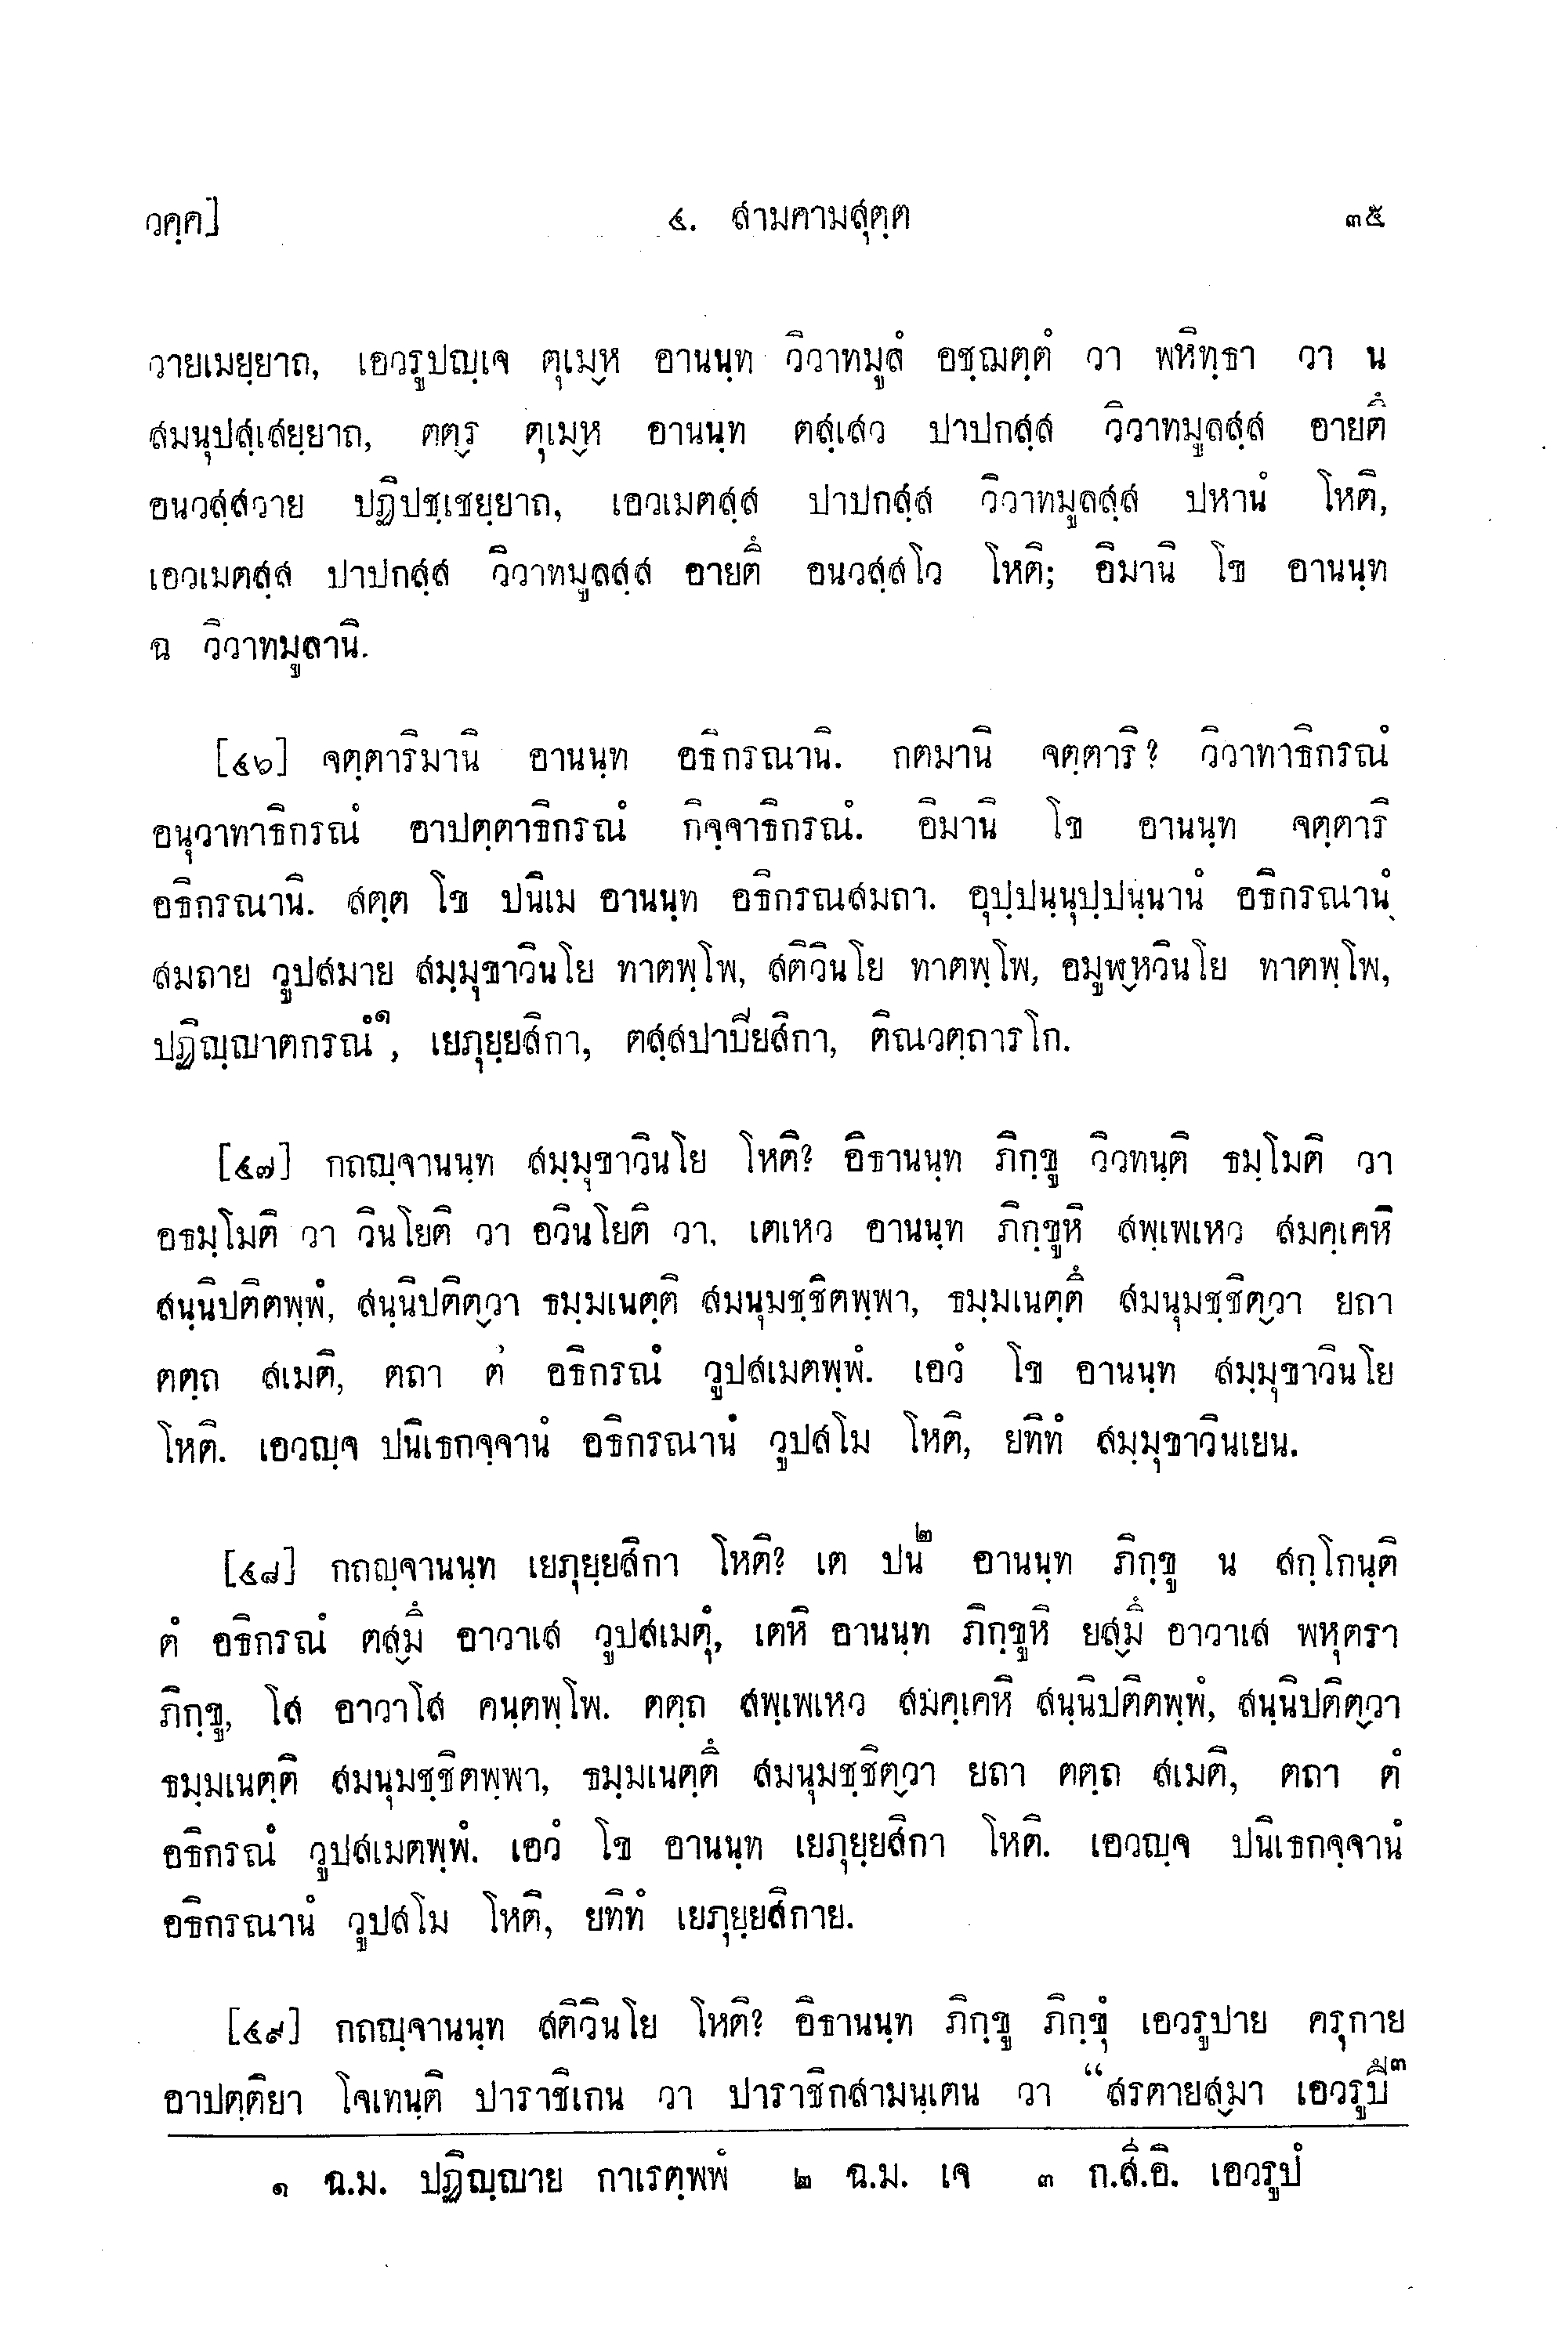 วคฺค] ๔. สามคามสุตฺต ๓๕
วายเมยฺยาถ, เอวรูปญฺเจ ตุเมฺห อานนฺท วิวาทมูลํ อชฺฌตฺตํ วา พหิทฺธา วา น
สมนุปสฺเสยฺยาถ, ตตฺร ตุเมฺห อานนฺท ตสฺเสว ปาปกสฺส วิวาทมูลสฺส อายตึ
อนวสฺสวาย ปฏิปชฺเชยฺยาถ, เอวเมตสฺส ปาปกสฺส วิวาทมูลสฺส ปหานํ โหติ,
เอวเมตสฺส ปาปกสฺส วิวาทมูลสฺส อายตึ อนวสฺสโว โหติ; อิมานิ โข อานนฺท
ฉ วิวาทมูลานิ.
[๔๖] จตฺตาริมานิ อานนฺท อธิกรณานิ. กตมานิ จตฺตาริ? วิวาทาธิกรณํ
อนุวาทาธิกรณํ อาปตฺตาธิกรณํ กิจฺจาธิกรณํ. อิมานิ โข อานนฺท จตฺตาริ
อธิกรณานิ. สตฺต โข ปนิเม อานนฺท อธิกรณสมถา. อุปฺปนฺนุปฺปนฺนานํ อธิกรณานํ
สมถาย วูปสมาย สมฺมุขาวินโย ทาตพฺโพ, สติวินโย ทาตพฺโพ, อมูฬฺหวินโย ทาตพฺโพ,
ปฏิญฺญาตกรณํ๑, เยภุยฺยสิกา, ตสฺสปาปิยสิกา, ติณวตฺถารโก.
[๔๗] กถญฺจานนฺท สมฺมุขาวินโย โหติ? อิธานนฺท ภิกฺขู วิวทนฺติ ธมฺโมติ วา
อธมฺโมติ วา วินโยติ วา อวินโยติ วา, เตเหว อานนฺท ภิกฺขูหิ สพฺเพเหว สมคฺเคหิ
สนฺนิปติตพฺพํ, สนฺนิปติตฺวา ธมฺมเนตฺติ สมนุมชฺชิตพฺพา, ธมฺมเนตฺตึ สมนุมชฺชิตฺวา ยถา
ตตฺถ สเมติ, ตถา ตํ อธิกรณํ วูปสเมตพฺพํ. เอวํ โข อานนฺท สมฺมุขาวินโย
โหติ. เอวญฺจ ปนิเธกจฺจานํ อธิกรณานํ วูปสโม โหติ, ยทิทํ สมฺมุขาวินเยน.
[๔๘] กถญฺจานนฺท เยภุยฺยสิกา โหติ? เต ปน๒ อานนฺท ภิกฺขู น สกฺโกนฺติ
ตํ อธิกรณํ ตสฺมึ อาวาเส วูปสเมตุํ, เตหิ อานนฺท ภิกฺขูหิ ยสฺมึ อาวาเส พหุตรา
ภิกฺขู, โส อาวาโส คนฺตพฺโพ. ตตฺถ สพฺเพเหว สมคฺเคหิ สนฺนิปติตพฺพํ, สนฺนิปติตฺวา
ธมฺมเนตฺติ สมนุมชฺชิตพฺพา, ธมฺมเนตฺตึ สมนุมชฺชิตฺวา ยถา ตตฺถ สเมติ, ตถา ตํ
อธิกรณํ วูปสเมตพฺพํ. เอวํ โข อานนฺท เยภุยฺยสิกา โหติ. เอวญฺจ ปนิเธกจฺจานํ
อธิกรณานํ วูปสโม โหติ, ยทิทํ เยภุยฺยสิกาย.
[๔๙] กถญฺจานนฺท สติวินโย โหติ? อิธานนฺท ภิกฺขู ภิกฺขุํ เอวรูปาย ครุกาย
อาปตฺติยา โจเทนฺติ ปาราชิเกน วา ปาราชิกสามนฺเตน วา “สรตายสฺมา เอวรูปึ๓
๑ ฉ.ม. ปฏิญฺญาย กาเรตฺพพํ ๒ ฉ.ม. เจ ๓ ก.สี.อิ. เอวรูปํ